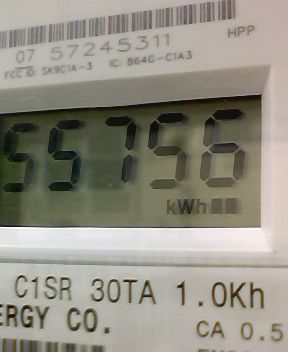 07 57245311
HPP
FCC ID: SK9C1A-3 IC: 864G-C1A3
55756
kWh
C1SR 30TA 1.0Kh
ERGY CO.
CA 0.5